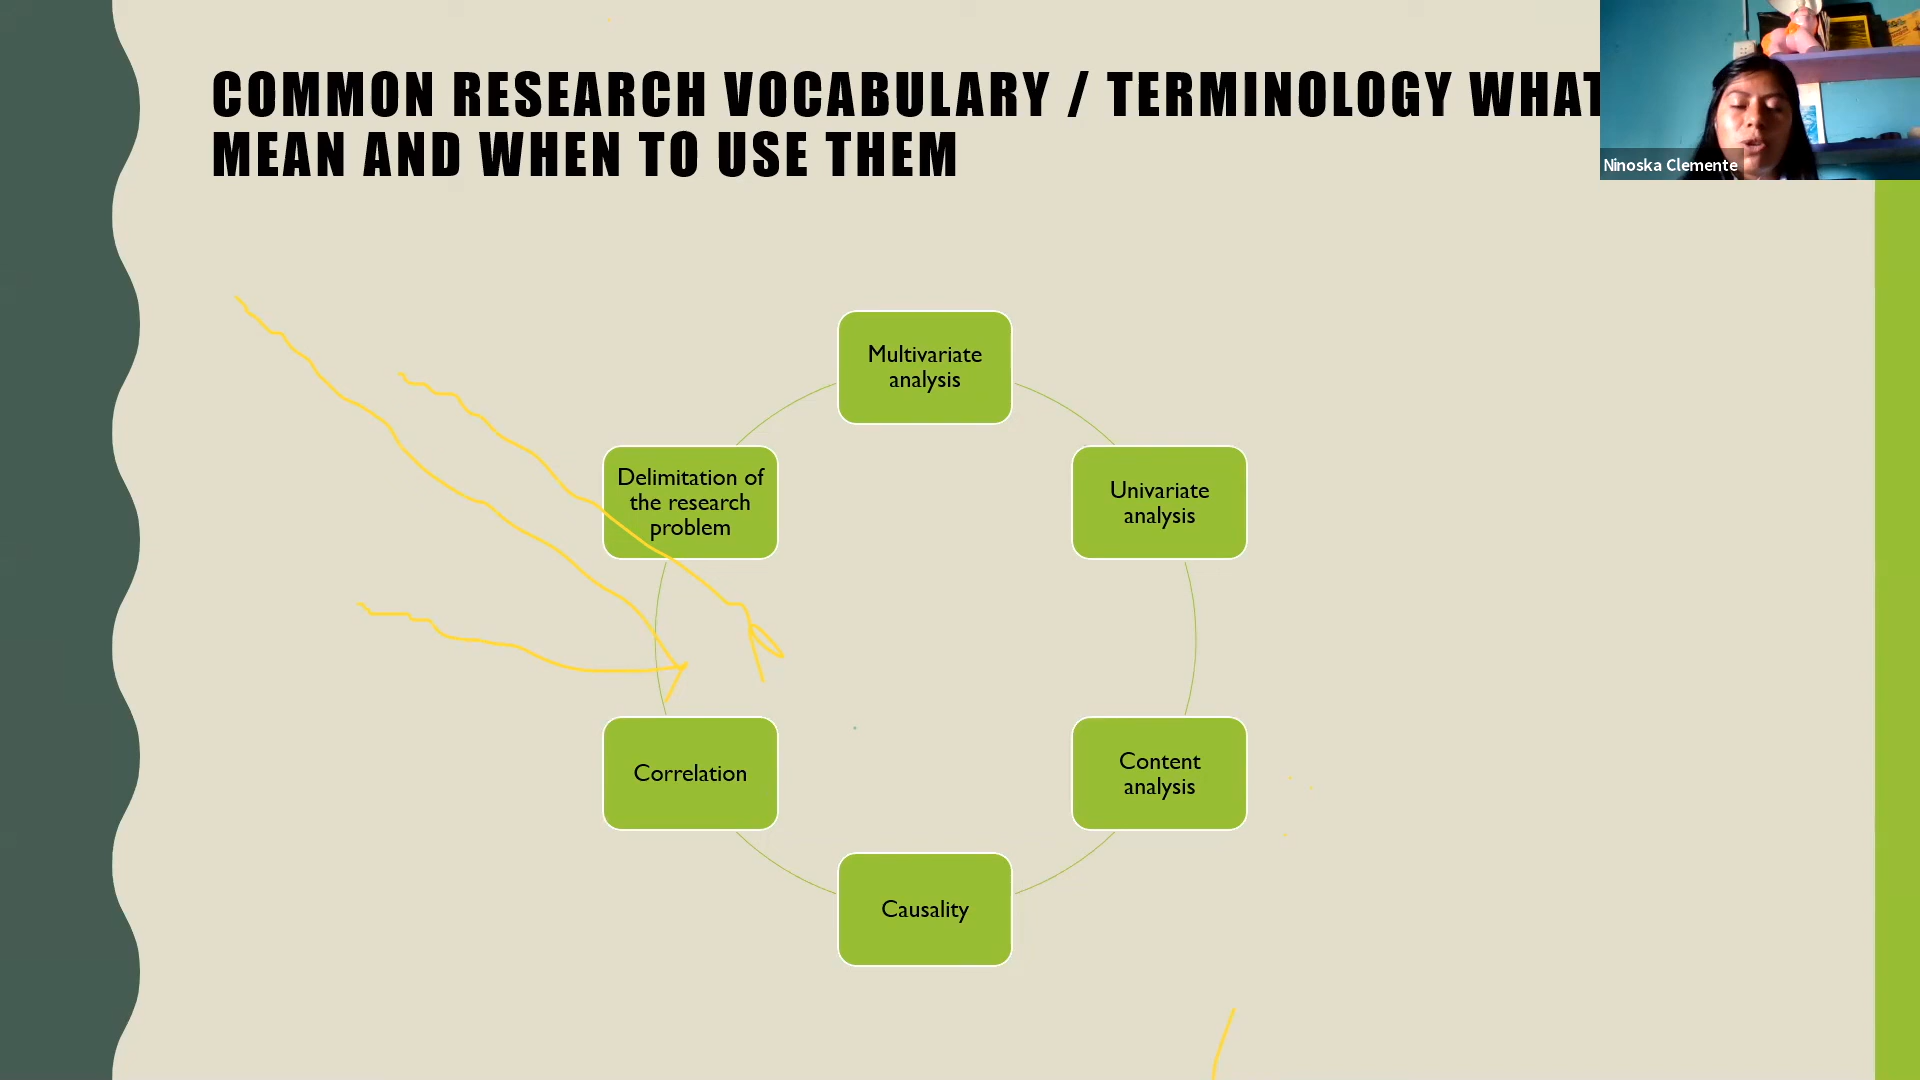 COMMON RESEARCH VOCABULARY / TERMINOLOGY WHAT
MEAN AND WHEN TO USE THEM
Ninoska Clemente
Multivariate
analysis
Delimitation of
the research
problem
Univariate
analysis
Correlation
Content
analysis
Causality